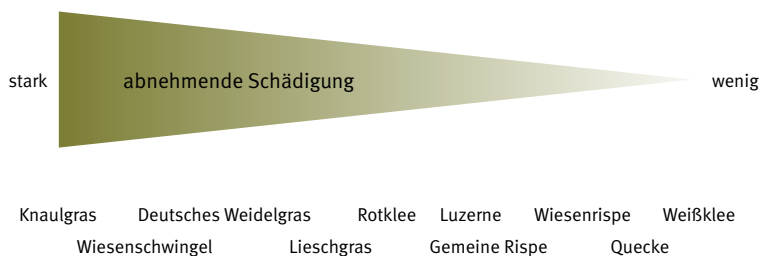 stark abnehmende Schädigung wenig
Knaulgras Deutsches Weidelgras Rotklee Luzerne Wiesenrispe Weißklee
Wiesenschwingel Lieschgras Gemeine Rispe Quecke